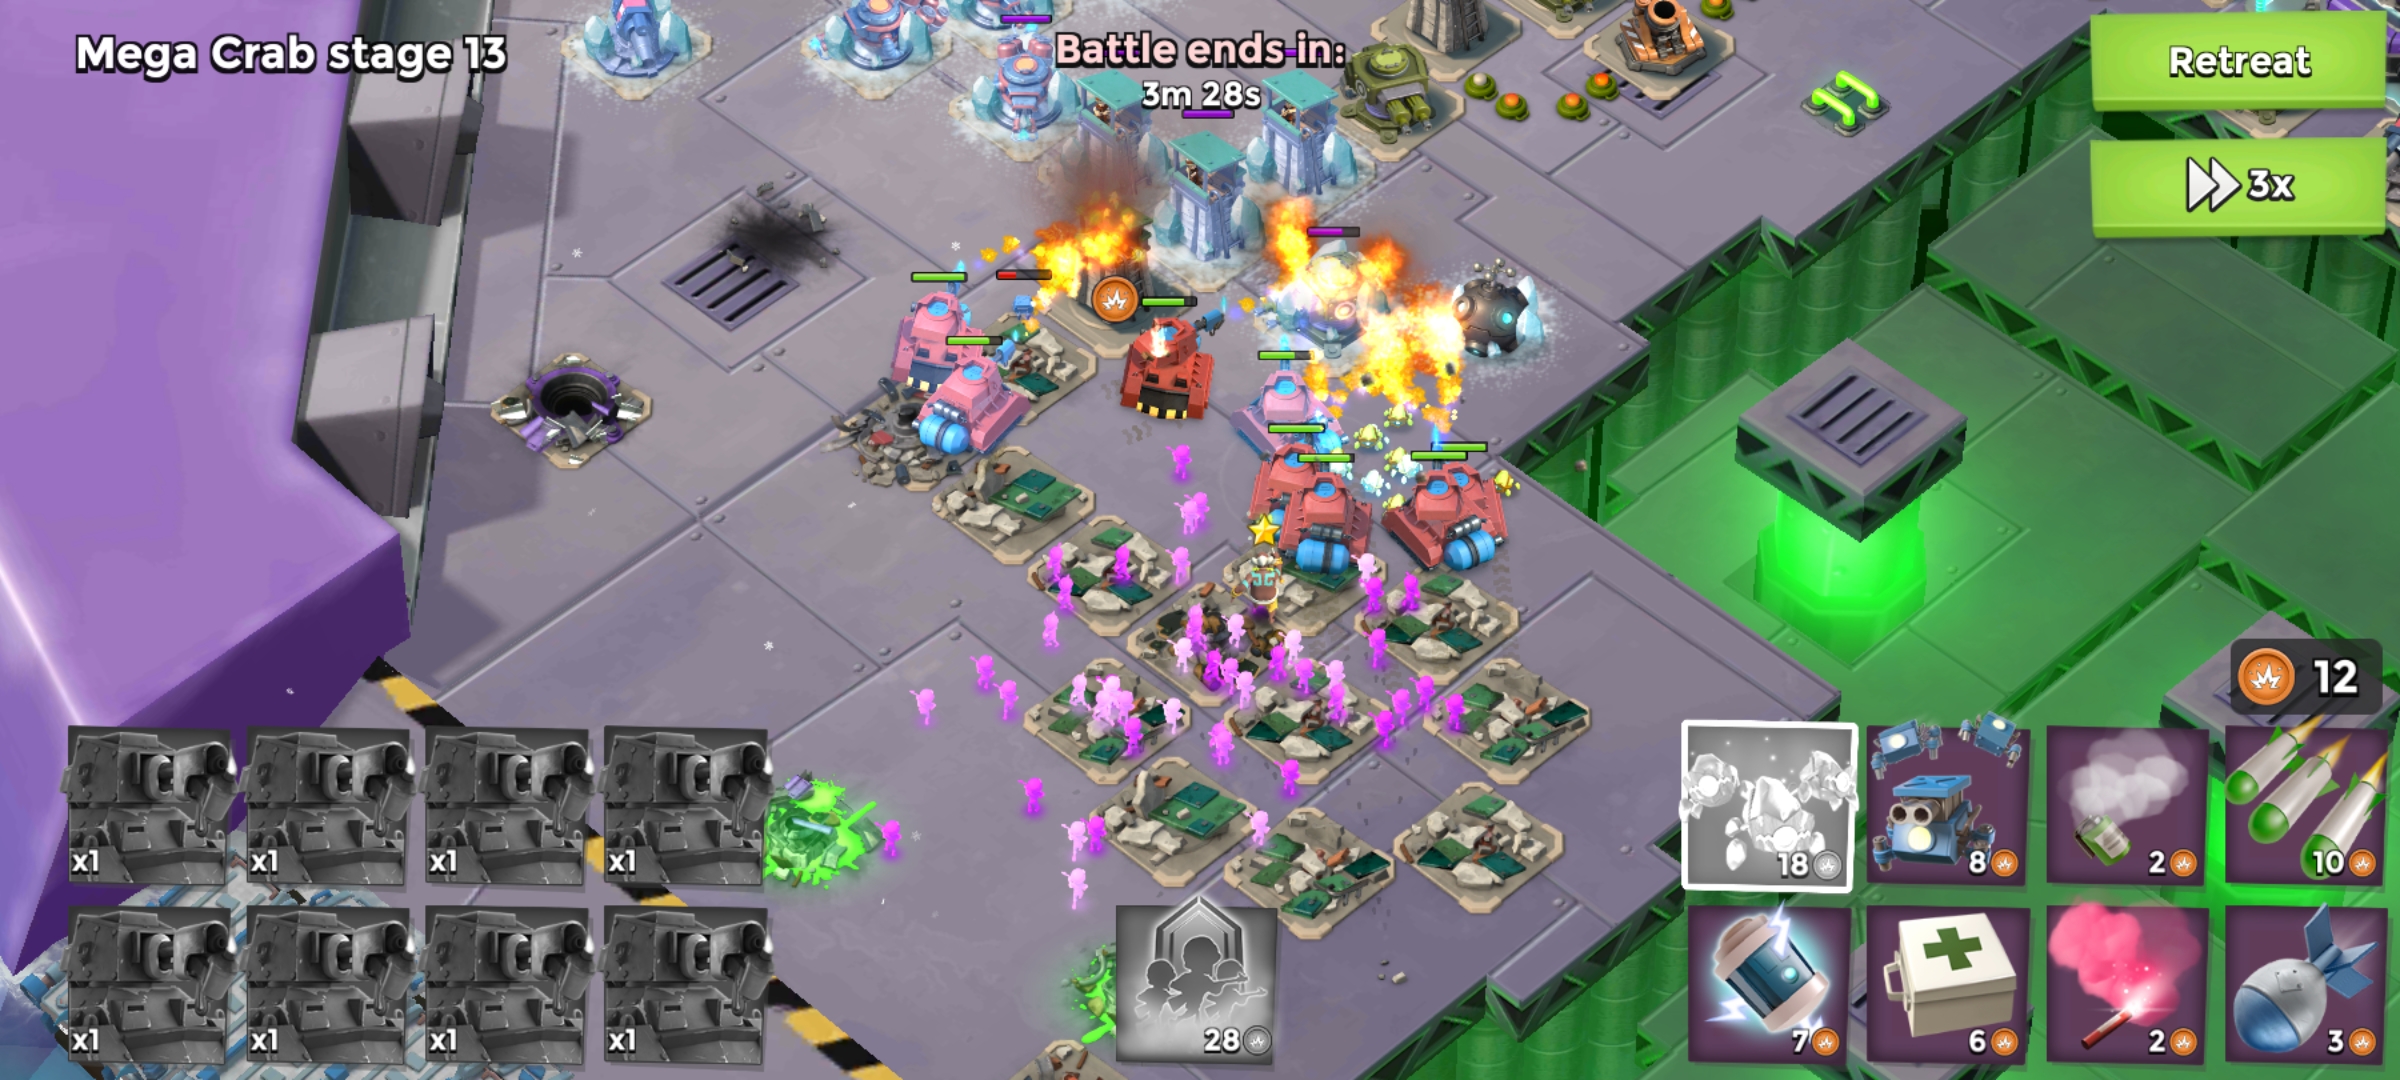 Mega Crab stage 13
Battle ends in:
3m 28s
Retreat
3x
12
x1
x1
x1
x1
18
8
2
10
x1
x1
x1
x1
28
7
6
2
3